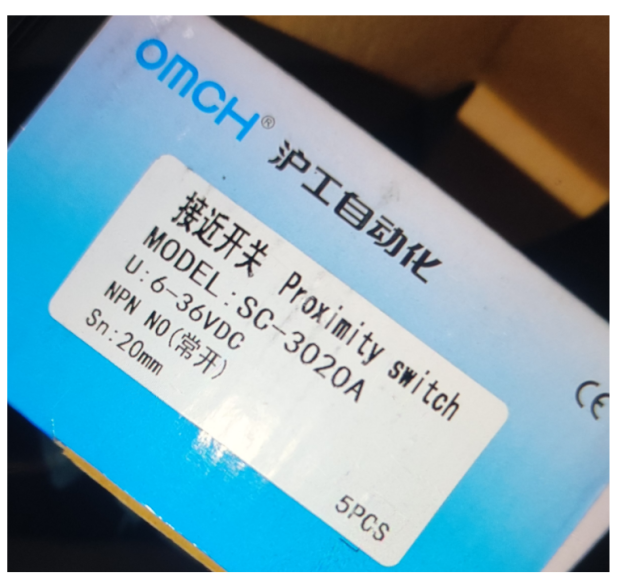 OMCH®
沪工自动化
接近开关 Proximity switch
MODEL:SC-3020A
U:6-36VDC
NPN NO(常开)
Sn:20mm
5PCS
CE